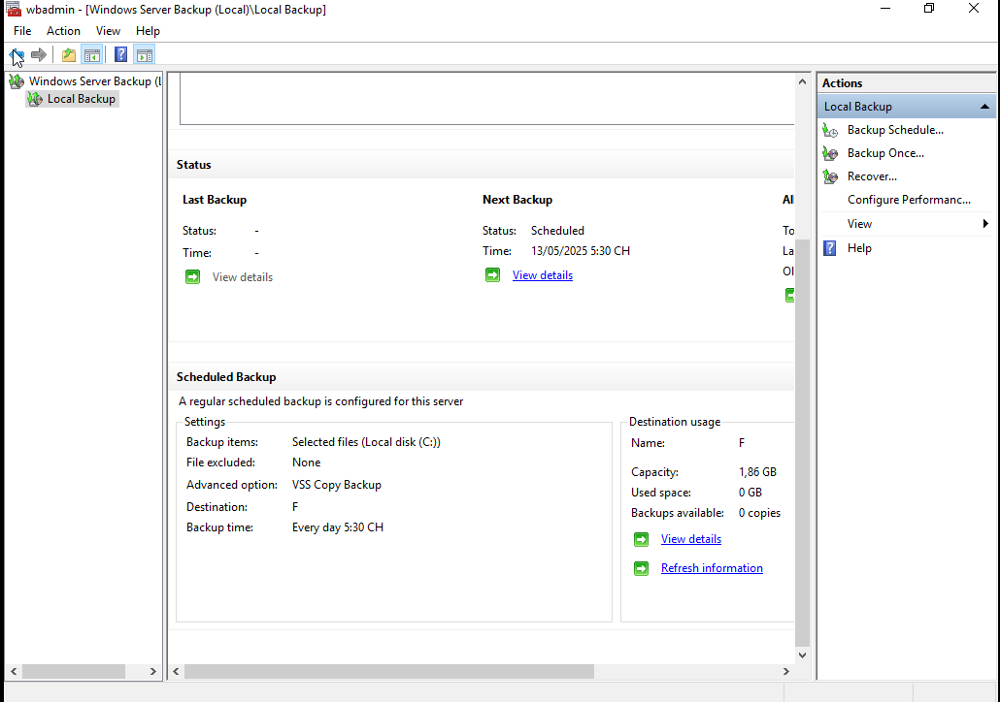 wbadmin - [Windows Server Backup (Local)\Local Backup]
File Action View Help
Windows Server Backup (L
Local Backup
Status
Last Backup
Status: -
Time: -
View details
Next Backup
Status: Scheduled
Time: 13/05/2025 5:30 CH
View details
Al
To
La
Ol
Scheduled Backup
A regular scheduled backup is configured for this server
Settings
Backup items: Selected files (Local disk (C:))
File excluded: None
Advanced option: VSS Copy Backup
Destination: F
Backup time: Every day 5:30 CH
Destination usage
Name: F
Capacity: 1,86 GB
Used space: 0 GB
Backups available: 0 copies
View details
Refresh information
Actions
Local Backup
Backup Schedule...
Backup Once...
Recover...
Configure Performanc...
View
Help